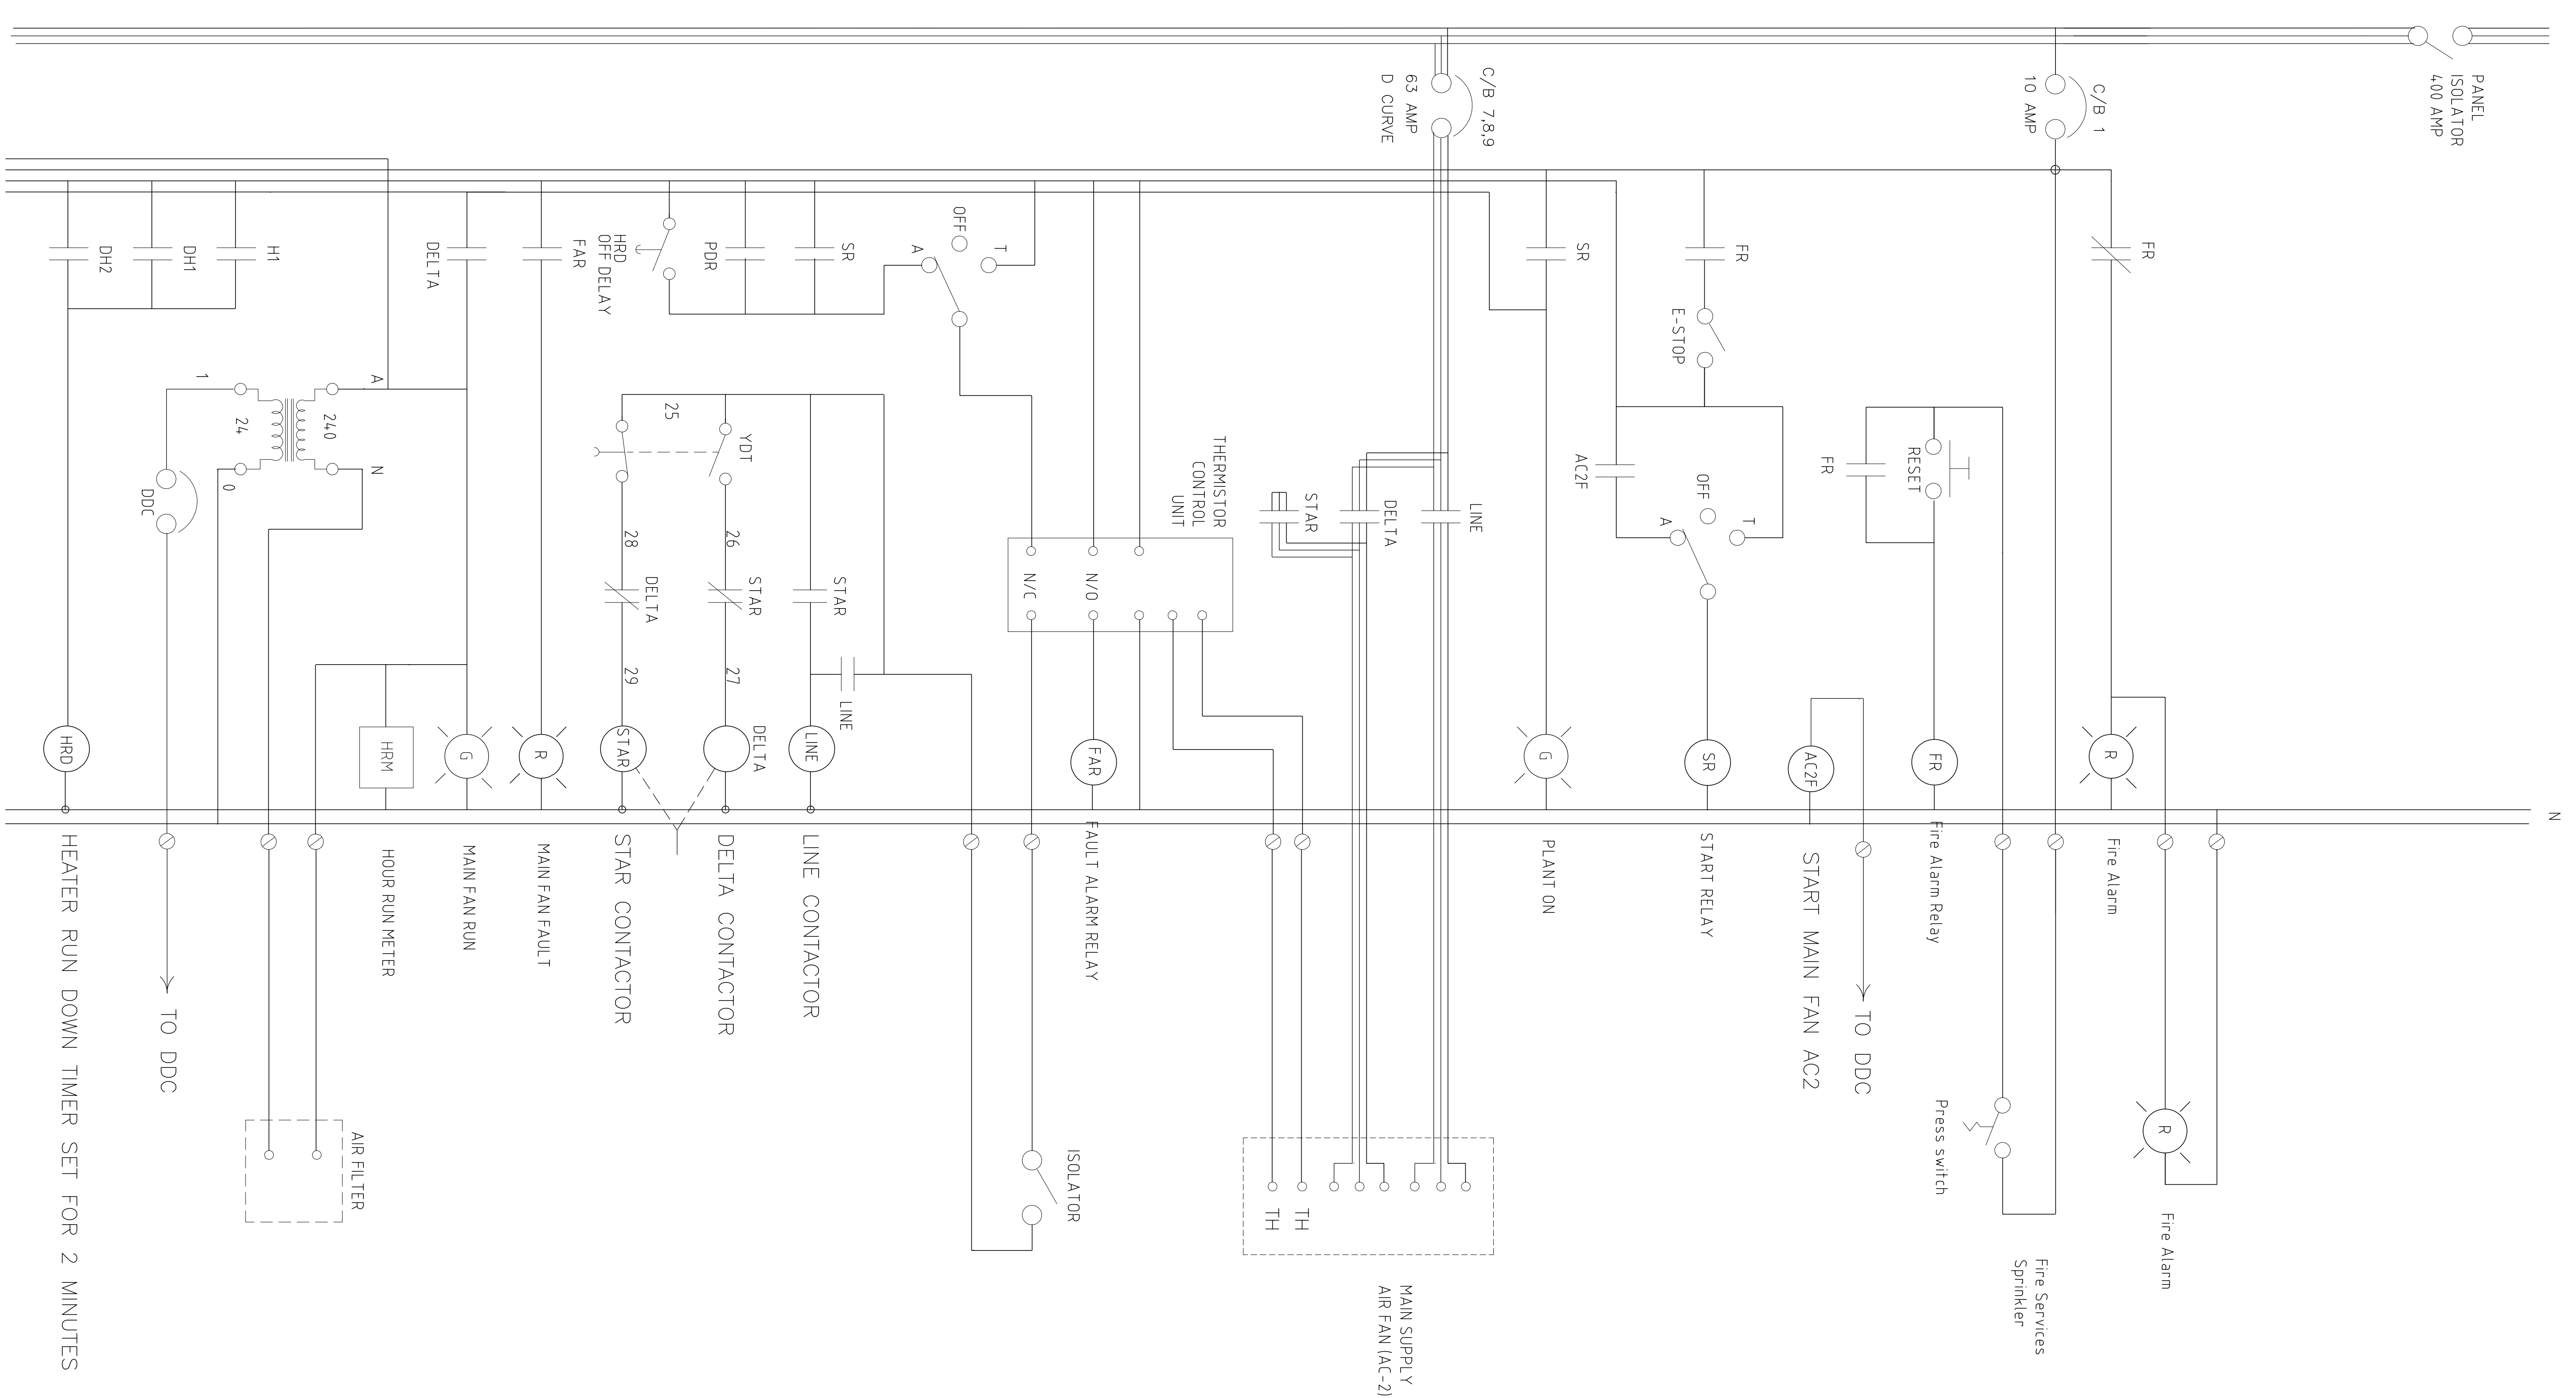 PANEL
ISOLATOR
400 AMP
C/B 1
10 AMP
C/B 7,8,9
63 AMP
D CURVE
FR
R
Fire Alarm
R
Fire Alarm
Press switch
Fire Services
Sprinkler
RESET
FR
FR
Fire Alarm Relay
AC2F
START MAIN FAN AC2
TO DDC
FR
E-STOP
OFF
T
A
AC2F
SR
START RELAY
SR
G
PLANT ON
LINE
DELTA
STAR
TH
TH
MAIN SUPPLY
AIR FAN (AC-2)
THERMISTOR
CONTROL
UNIT
N/O
N/C
FAR
FAULT ALARM RELAY
ISOLATOR
OFF
T
A
SR
PDR
HRD
OFF DELAY
STAR
LINE
LINE
LINE CONTACTOR
YDT
25
26
STAR
27
DELTA
DELTA CONTACTOR
28
DELTA
29
STAR
STAR CONTACTOR
FAR
R
MAIN FAN FAULT
DELTA
G
MAIN FAN RUN
HRM
HOUR RUN METER
A
N
240
24
1
0
AIR FILTER
DDC
TO DDC
H1
DH1
DH2
HRD
HEATER RUN DOWN TIMER SET FOR 2 MINUTES
N